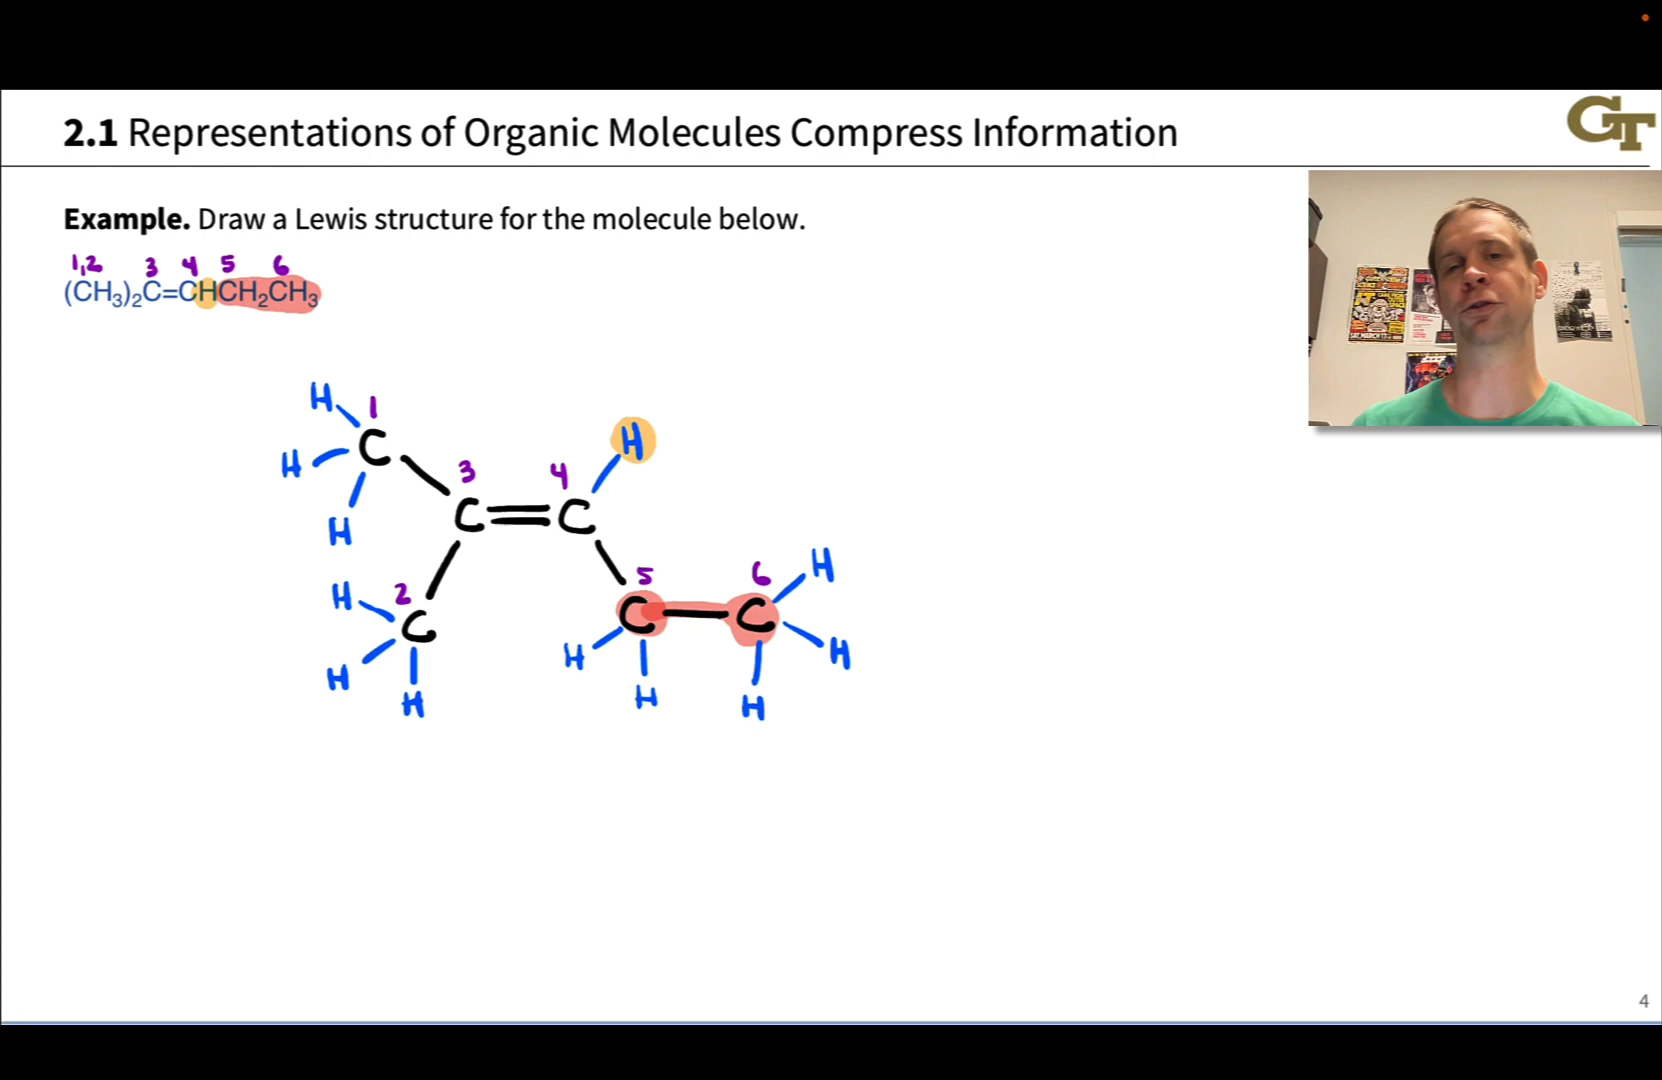 2.1 Representations of Organic Molecules Compress Information
GT
Example. Draw a Lewis structure for the molecule below.
1,2 3 4 5 6
(CH₃)₂C=CHCH₂CH₃
H 1
C H
H 3 4
H C=C
H 5 6 H
H 2
C C C
H H H
H H H
4